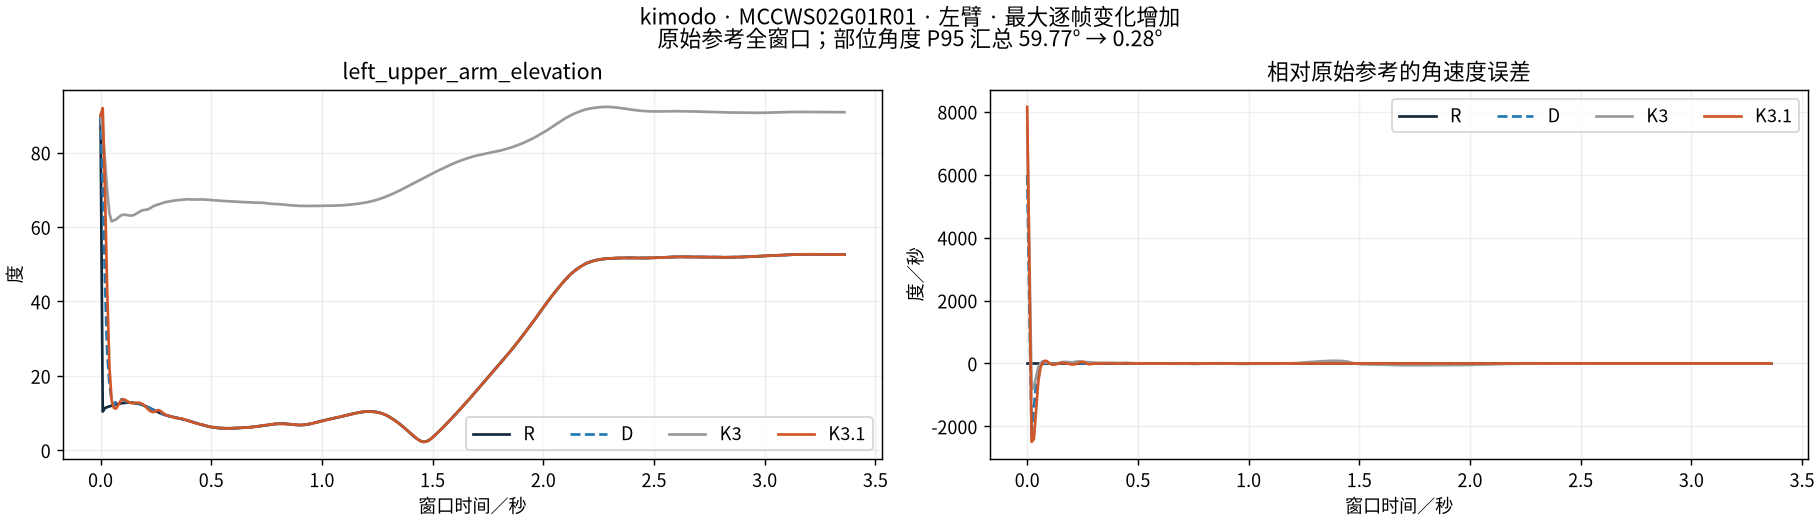 kimodo · MCCWS02G01R01 · 左臂 · 最大逐帧变化增加
原始参考全窗口；部位角度 P95 汇总 59.77° → 0.28°
left_upper_arm_elevation
度
80
60
40
20
0
0.0 0.5 1.0 1.5 2.0 2.5 3.0 3.5
窗口时间／秒
R D K3 K3.1
相对原始参考的角速度误差
度／秒
8000
6000
4000
2000
0
-2000
0.0 0.5 1.0 1.5 2.0 2.5 3.0 3.5
窗口时间／秒
R D K3 K3.1